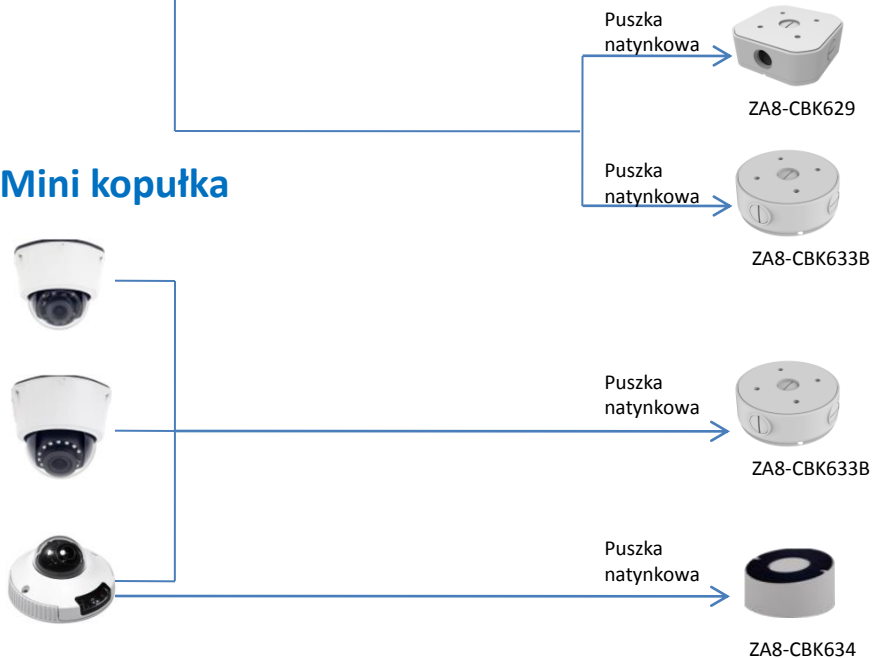 Puszka
natynkowa
ZA8-CBK629
Mini kopułka
Puszka
natynkowa
ZA8-CBK633B
Puszka
natynkowa
ZA8-CBK633B
Puszka
natynkowa
ZA8-CBK634